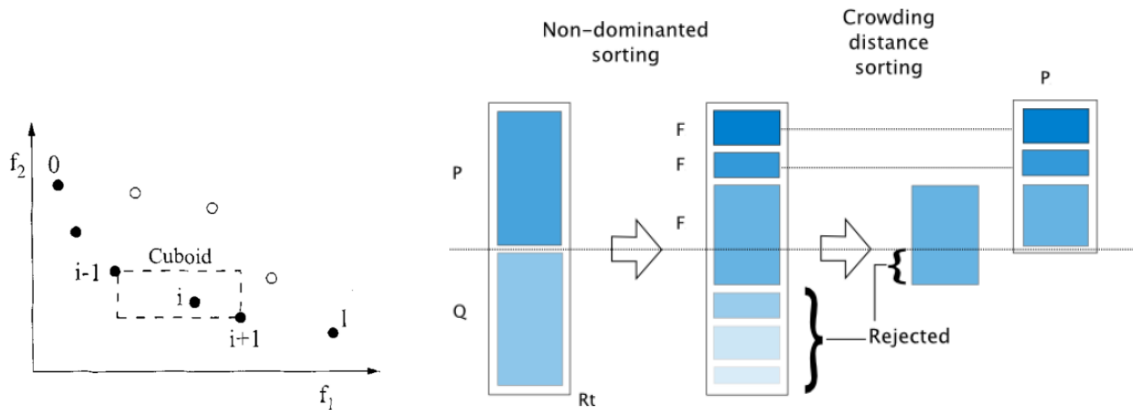 f2
0
Cuboid
i-1
i
i+1
l
f1
Non-dominanted
sorting
Crowding
distance
sorting
P
F
F
P
F
Q
Rejected
Rt